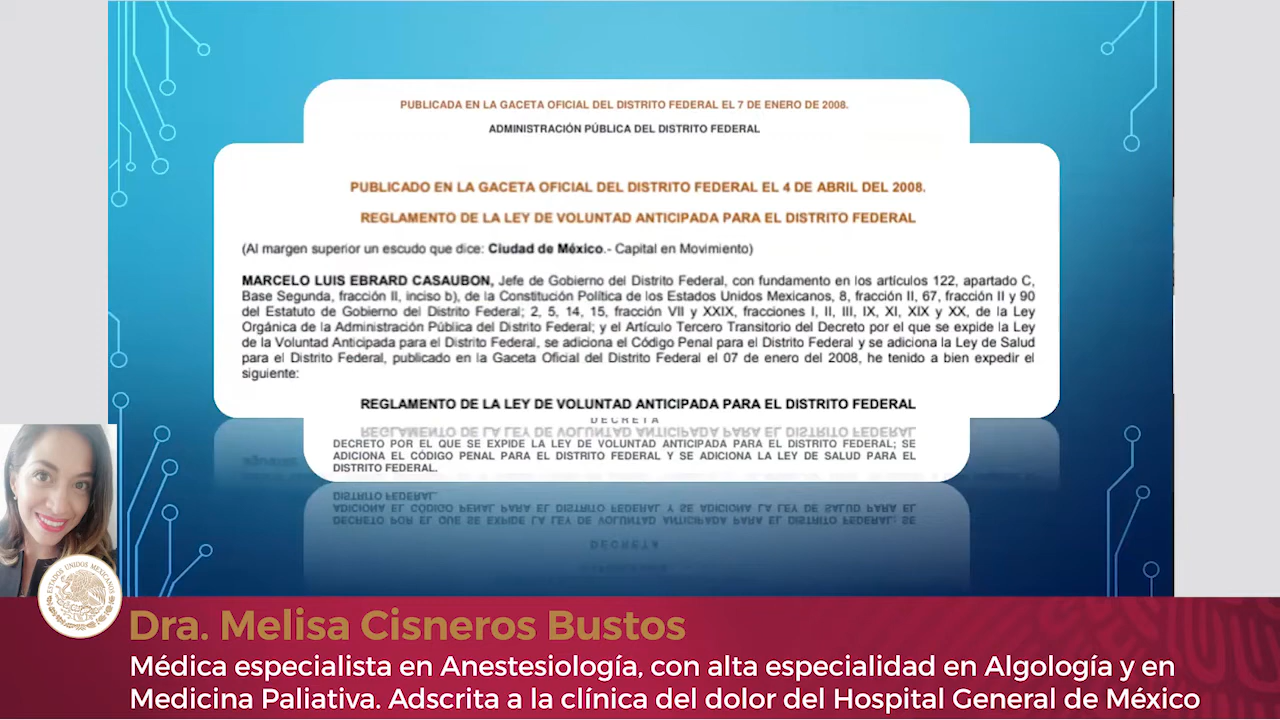 PUBLICADA EN LA GACETA OFICIAL DEL DISTRITO FEDERAL EL 7 DE ENERO DE 2008.
ADMINISTRACIÓN PÚBLICA DEL DISTRITO FEDERAL
PUBLICADO EN LA GACETA OFICIAL DEL DISTRITO FEDERAL EL 4 DE ABRIL DEL 2008.
REGLAMENTO DE LA LEY DE VOLUNTAD ANTICIPADA PARA EL DISTRITO FEDERAL
(Al margen superior un escudo que dice: Ciudad de México.- Capital en Movimiento)
MARCELO LUIS EBRARD CASAUBON, Jefe de Gobierno del Distrito Federal, con fundamento en los artículos 122, apartado C,
Base Segunda, fracción II, inciso b), de la Constitución Política de los Estados Unidos Mexicanos, 8, fracción II, 67, fracción II y 90
del Estatuto de Gobierno del Distrito Federal; 2, 5, 14, 15, fracción VII y XXIX, fracciones I, II, III, IX, XI, XIX y XX, de la Ley
Orgánica de la Administración Pública del Distrito Federal; y el Artículo Tercero Transitorio del Decreto por el que se expide la Ley
de la Voluntad Anticipada para el Distrito Federal, se adiciona el Código Penal para el Distrito Federal y se adiciona la Ley de Salud
para el Distrito Federal, publicado en la Gaceta Oficial del Distrito Federal el 07 de enero del 2008, he tenido a bien expedir el
siguiente:
REGLAMENTO DE LA LEY DE VOLUNTAD ANTICIPADA PARA EL DISTRITO FEDERAL
DECRETA
DECRETO POR EL QUE SE EXPIDE LA LEY DE VOLUNTAD ANTICIPADA PARA EL DISTRITO FEDERAL; SE
ADICIONA EL CÓDIGO PENAL PARA EL DISTRITO FEDERAL Y SE ADICIONA LA LEY DE SALUD PARA EL
DISTRITO FEDERAL.
ESTADOS UNIDOS MEXICANOS
Dra. Melisa Cisneros Bustos
Médica especialista en Anestesiología, con alta especialidad en Algología y en
Medicina Paliativa. Adscrita a la clínica del dolor del Hospital General de México